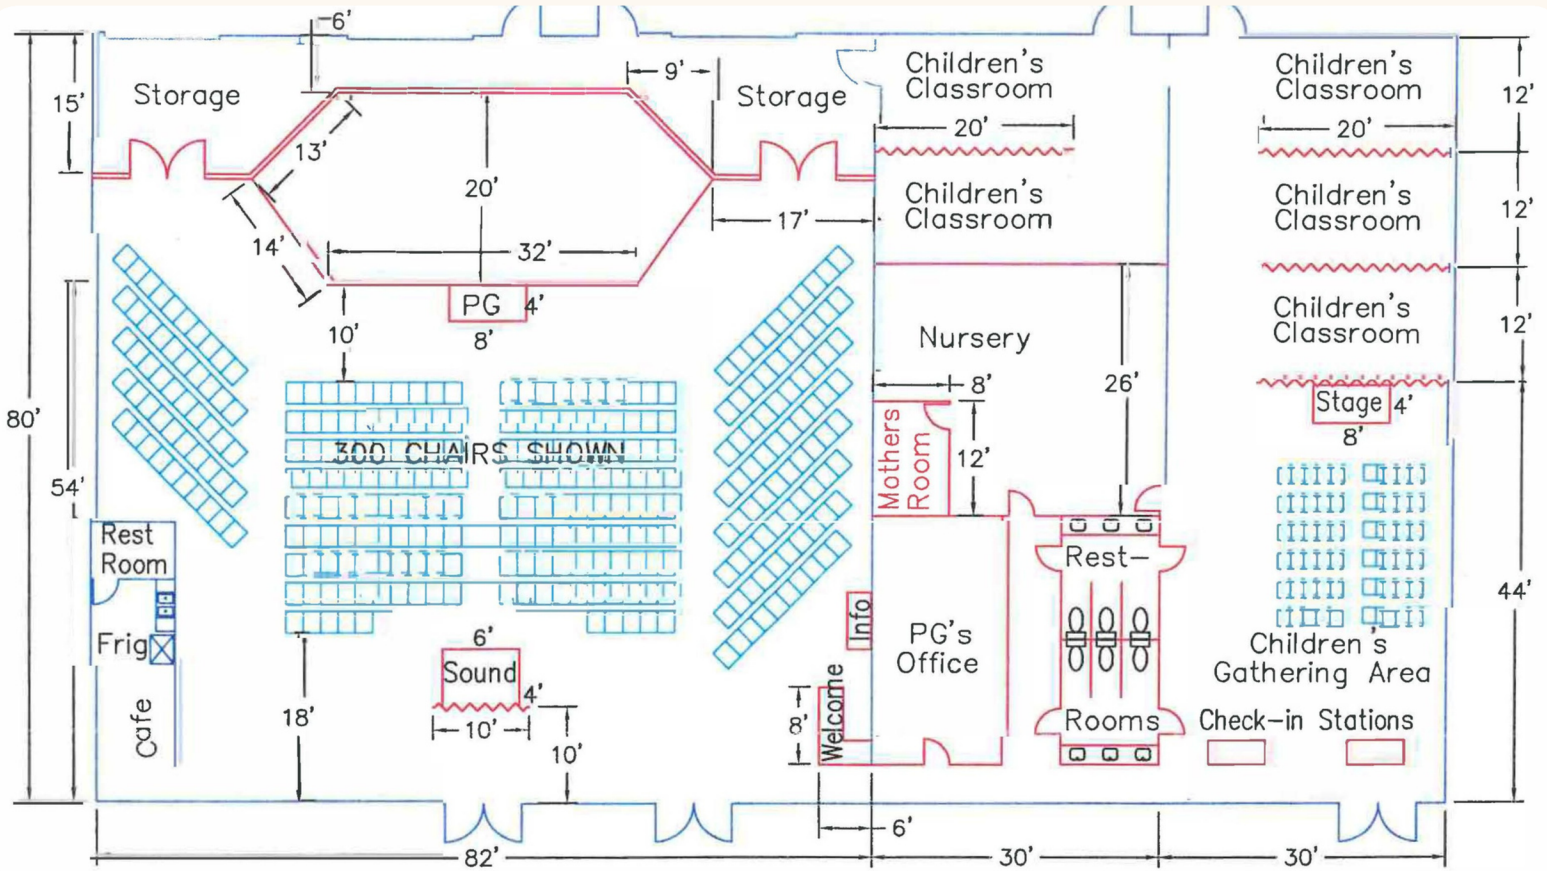 6'
9'
15'
Storage
Storage
Children's
Classroom
Children's
Classroom
12'
20'
20'
13'
20'
Children's
Classroom
Children's
Classroom
12'
17'
14'
32'
PG
4'
8'
10'
Nursery
Children's
Classroom
12'
8'
26'
Stage
4'
8'
80'
54'
300 CHAIRS SHOWN
Mothers
Room
12'
Rest
Room
Rest-
44'
Frig
6'
Sound
4'
Info
PG's
Office
Children's
Gathering Area
Cafe
18'
10'
10'
8'
Welcome
Rooms
Check-in Stations
6'
82'
30'
30'